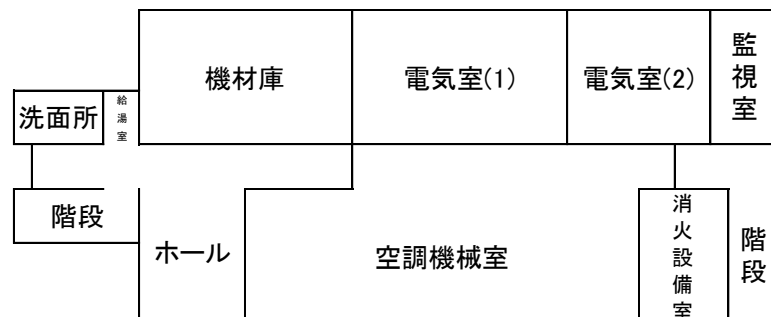 機材庫
電気室(1)
電気室(2)
監視室
洗面所
給湯室
階段
ホール
空調機械室
消火設備室
階段